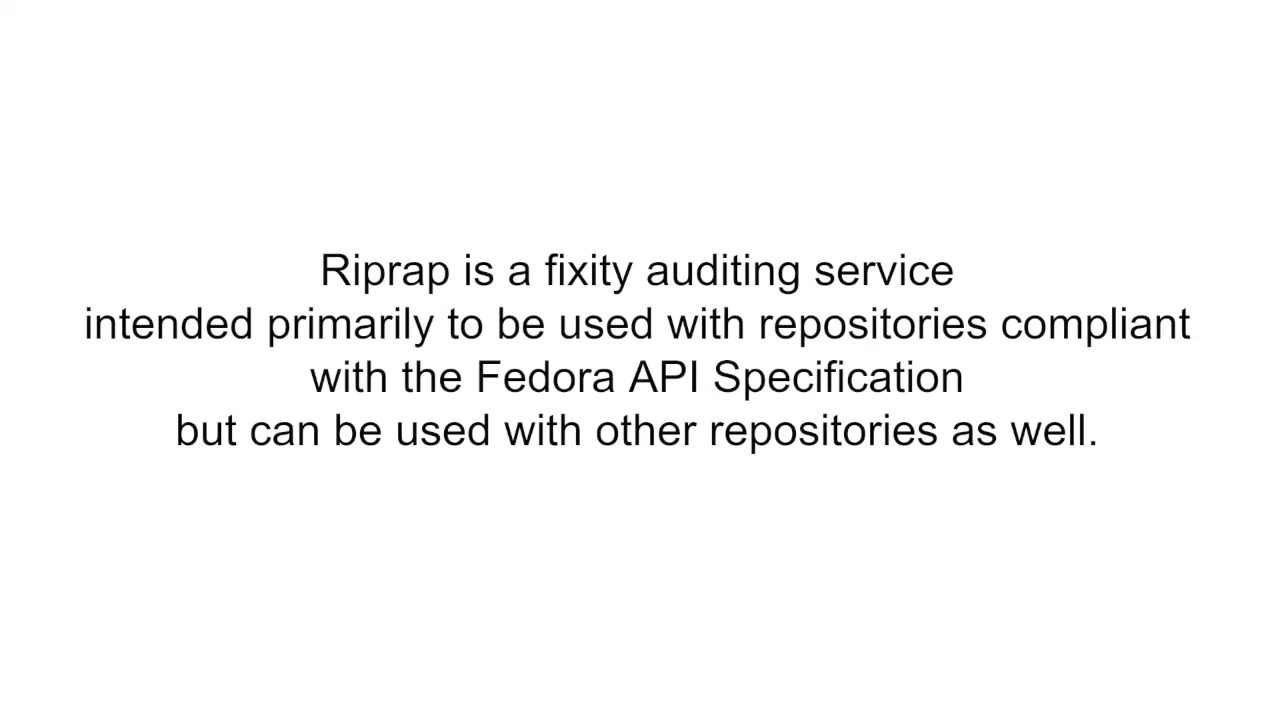 Riprap is a fixity auditing service
intended primarily to be used with repositories compliant
with the Fedora API Specification
but can be used with other repositories as well.